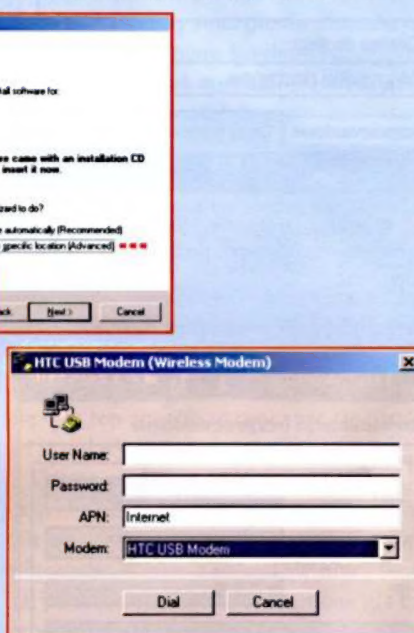 all software for:
re came with an installation CD
insert it now.
zard to do?
e automatically (Recommended)
specific location (Advanced)
ack
Next >
Cancel
HTC USB Modem (Wireless Modem)
User Name:
Password:
APN: Internet
Modem: HTC USB Modem
Dial
Cancel